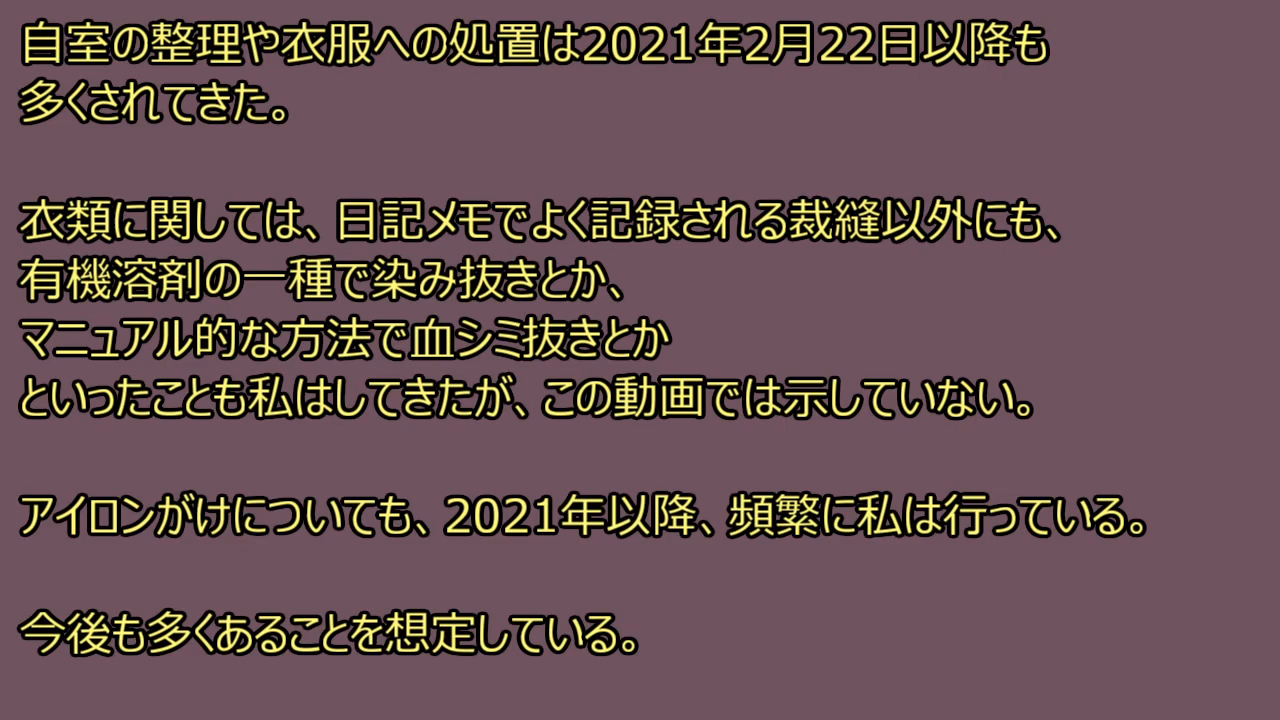 自室の整理や衣服への処置は2021年2月22日以降も
多くされてきた。
衣類に関しては、日記メモでよく記録される裁縫以外にも、
有機溶剤の一種で染み抜きとか、
マニュアル的な方法で血シミ抜きとか
といったことも私はしてきたが、この動画では示していない。
アイロンがけについても、2021年以降、頻繁に私は行っている。
今後も多くあることを想定している。